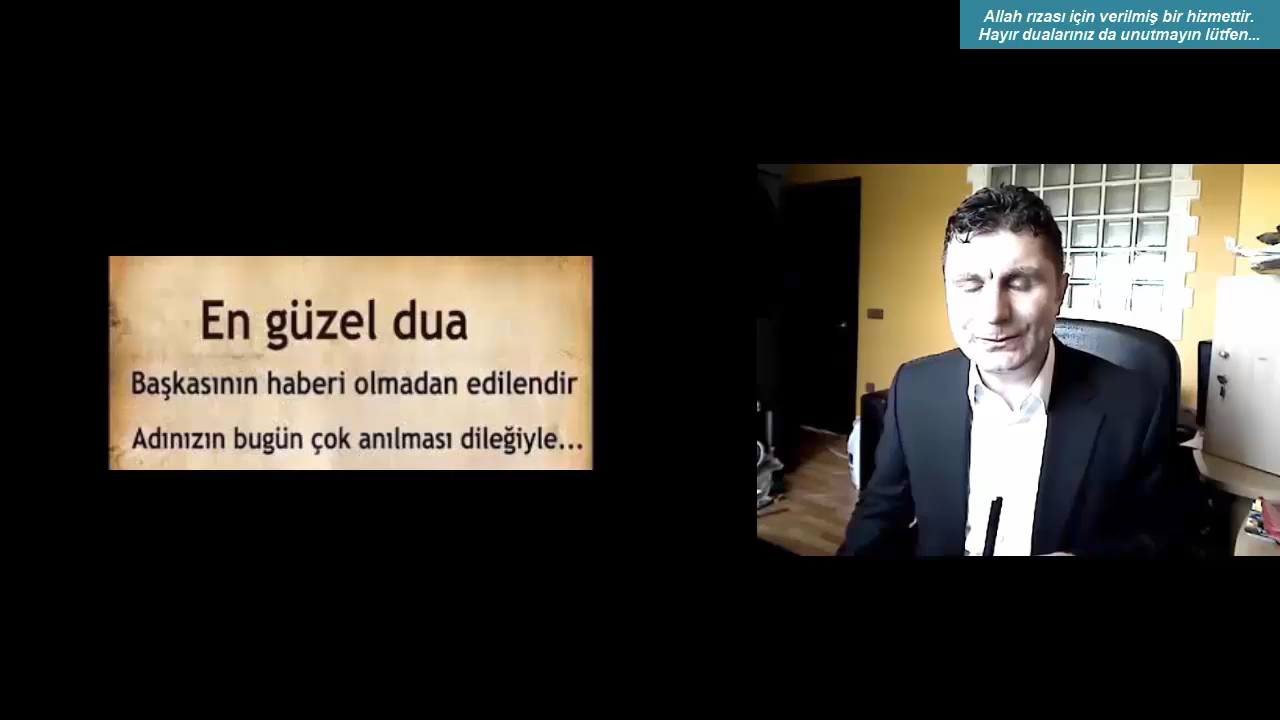 Allah rızası için verilmiş bir hizmettir.
Hayır dualarınız da unutmayın lütfen...
En güzel dua
Başkasının haberi olmadan edilendir
Adınızın bugün çok anılması dileğiyle...